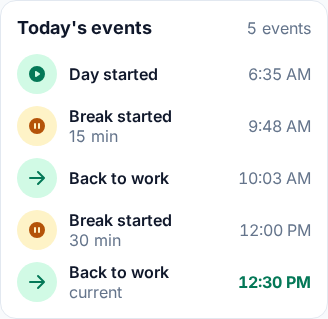 Today's events 5 events
Day started 6:35 AM
Break started 9:48 AM
15 min
Back to work 10:03 AM
Break started 12:00 PM
30 min
Back to work 12:30 PM
current